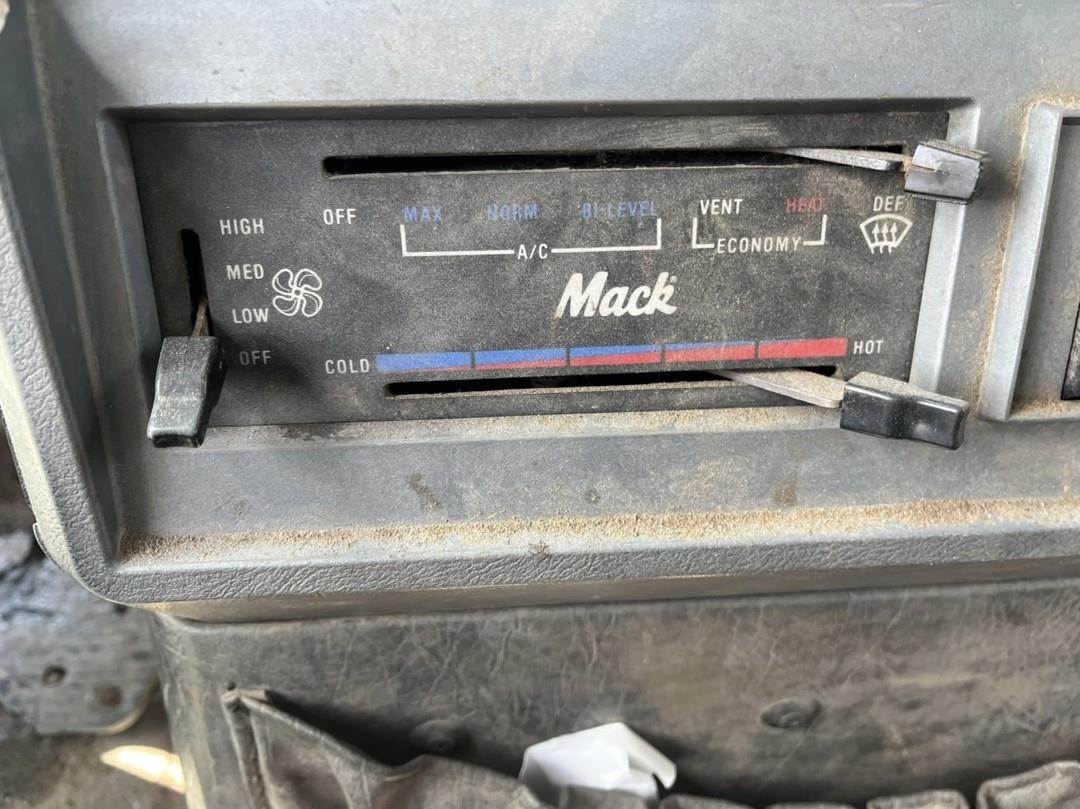 OFF MAX NORM BI-LEVEL VENT HEAT DEF
A/C ECONOMY
HIGH
MED
LOW
OFF
Mack
COLD HOT